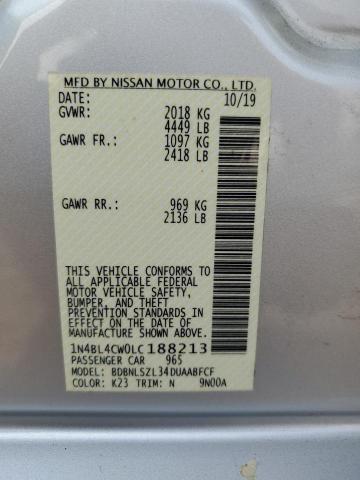 MFD BY NISSAN MOTOR CO., LTD.
DATE: 10/19
GVWR: 2018 KG
4449 LB
GAWR FR.: 1097 KG
2418 LB
GAWR RR.: 969 KG
2136 LB
THIS VEHICLE CONFORMS TO
ALL APPLICABLE FEDERAL
MOTOR VEHICLE SAFETY,
BUMPER, AND THEFT
PREVENTION STANDARDS
IN EFFECT ON THE DATE
OF MANUFACTURE SHOWN ABOVE.
1N4BL4CW0LC188213
PASSENGER CAR 965
MODEL: BDBNLSZL34DUAABFCF
COLOR: K23 TRIM: N 9N00A